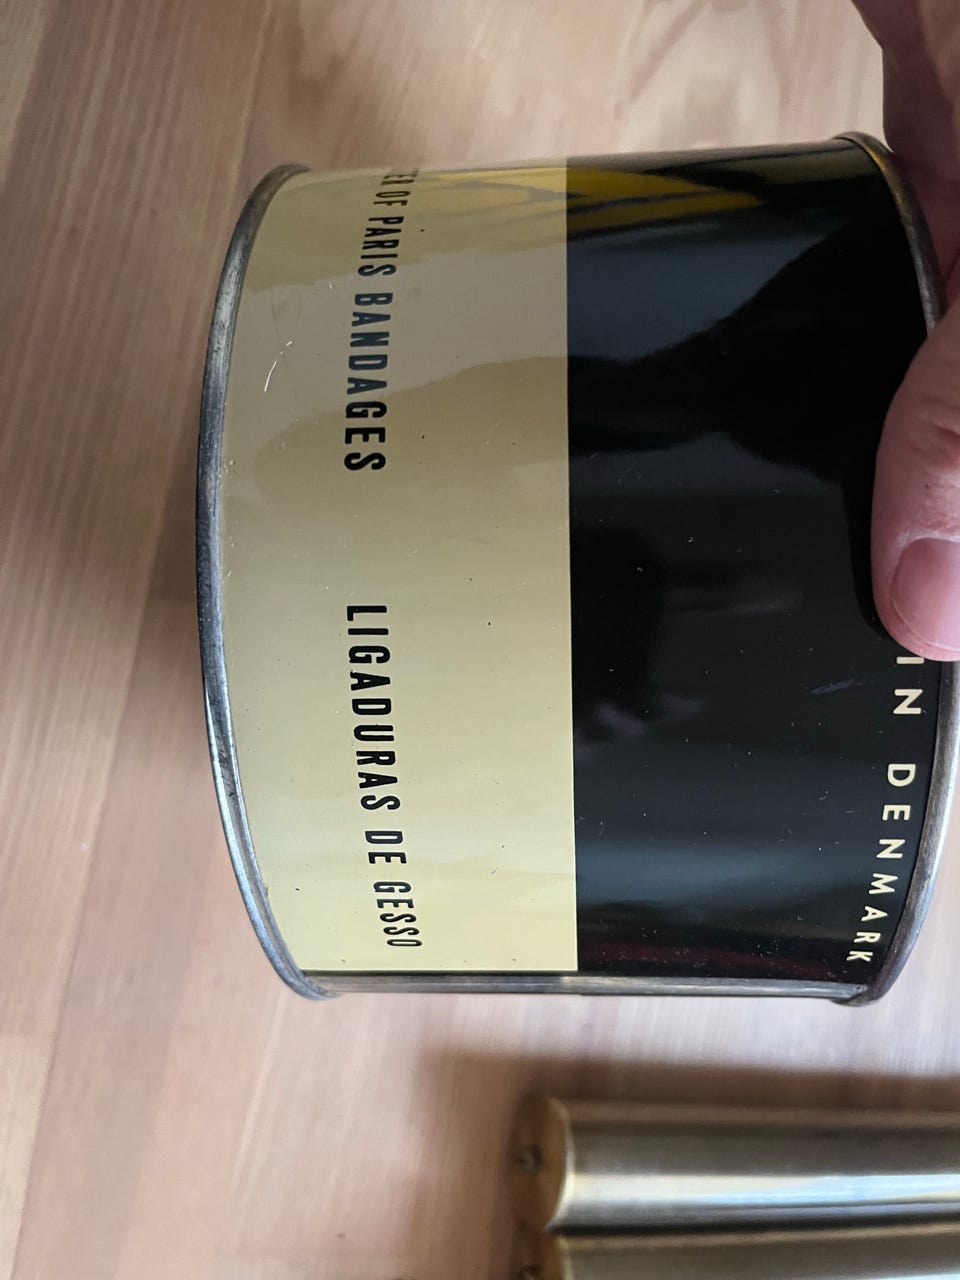 OF PARIS BANDAGES LIGADURAS DE GESSO
IN DENMARK